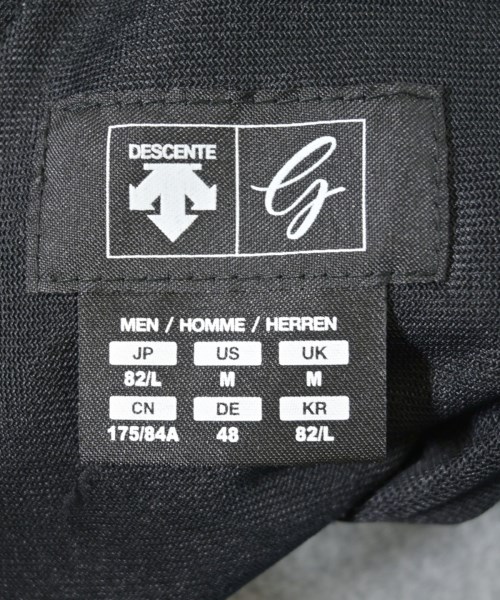 DESCENTE G
MEN / HOMME / HERREN
JP US UK
82/L M M
CN DE KR
175/84A 48 82/L